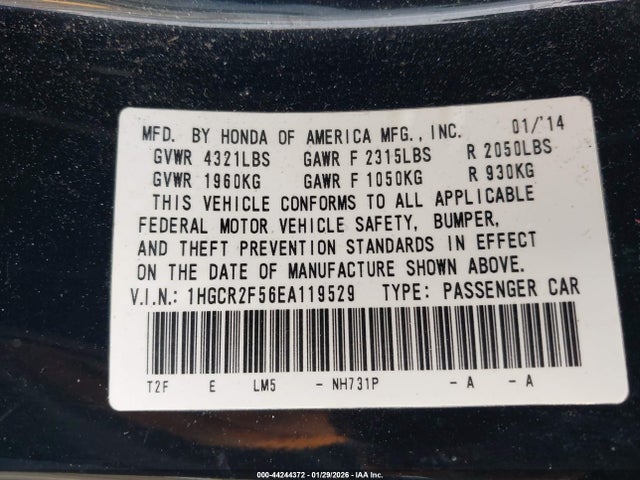 MFD. BY HONDA OF AMERICA MFG., INC. 01/'14
GVWR 4321LBS GAWR F 2315LBS R 2050LBS
GVWR 1960KG GAWR F 1050KG R 930KG
THIS VEHICLE CONFORMS TO ALL APPLICABLE
FEDERAL MOTOR VEHICLE SAFETY, BUMPER,
AND THEFT PREVENTION STANDARDS IN EFFECT
ON THE DATE OF MANUFACTURE SHOWN ABOVE.
V.I.N.: 1HGCR2F56EA119529 TYPE: PASSENGER CAR
T2F E LM5 - NH731P - A - A
000-44244372 | 01/29/2026 - IAA Inc.